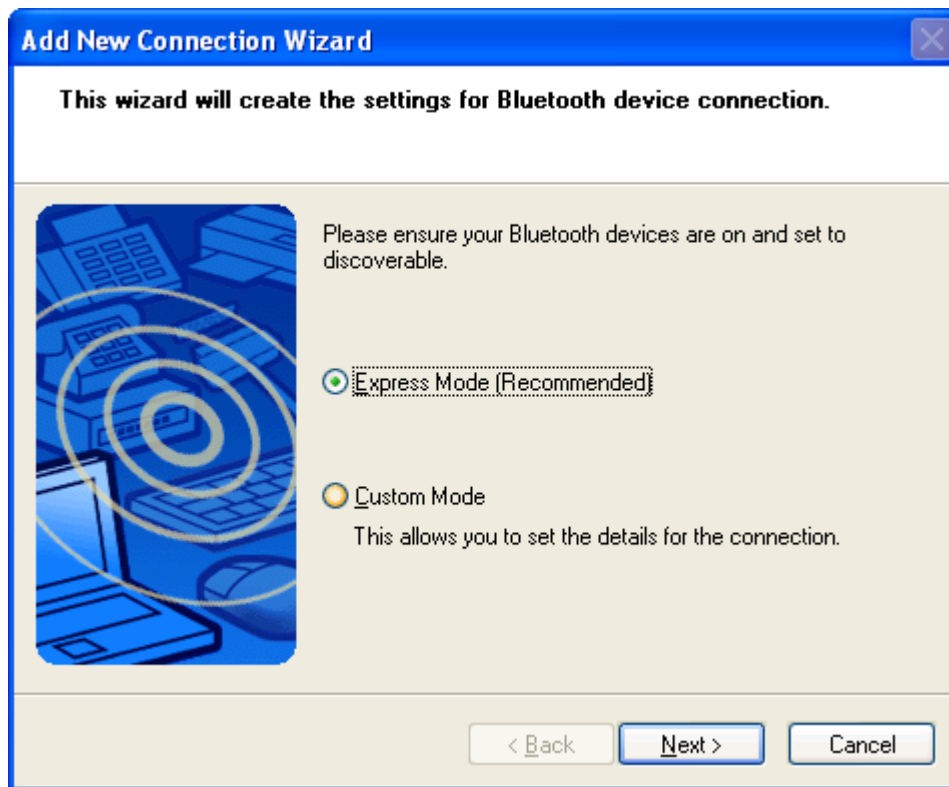 Add New Connection Wizard
This wizard will create the settings for Bluetooth device connection.
Please ensure your Bluetooth devices are on and set to
discoverable.
Express Mode (Recommended)
Custom Mode
This allows you to set the details for the connection.
< Back Next > Cancel